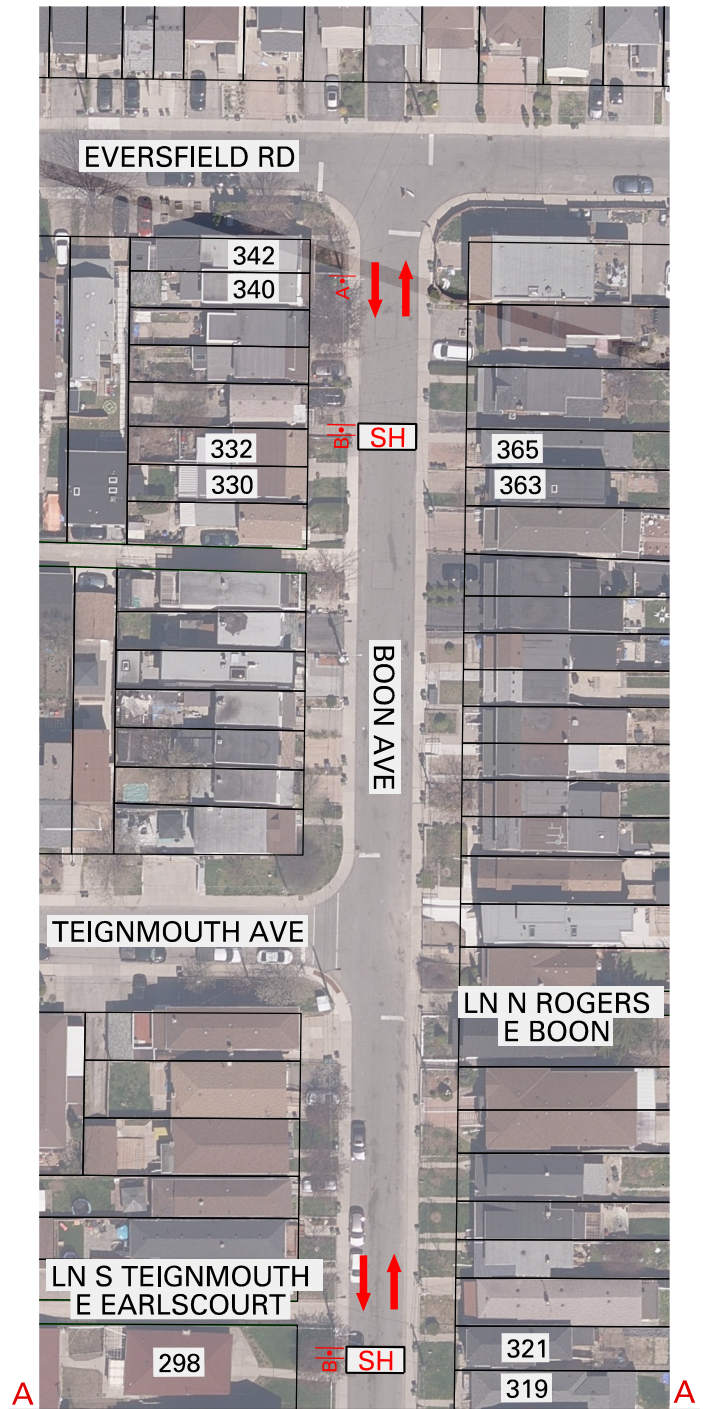 EVERSFIELD RD
342
340
A
B
SH
332
330
365
363
BOON AVE
TEIGNMOUTH AVE
LN N ROGERS
E BOON
LN S TEIGNMOUTH
E EARLSCOURT
298
B
SH
321
319
A
A